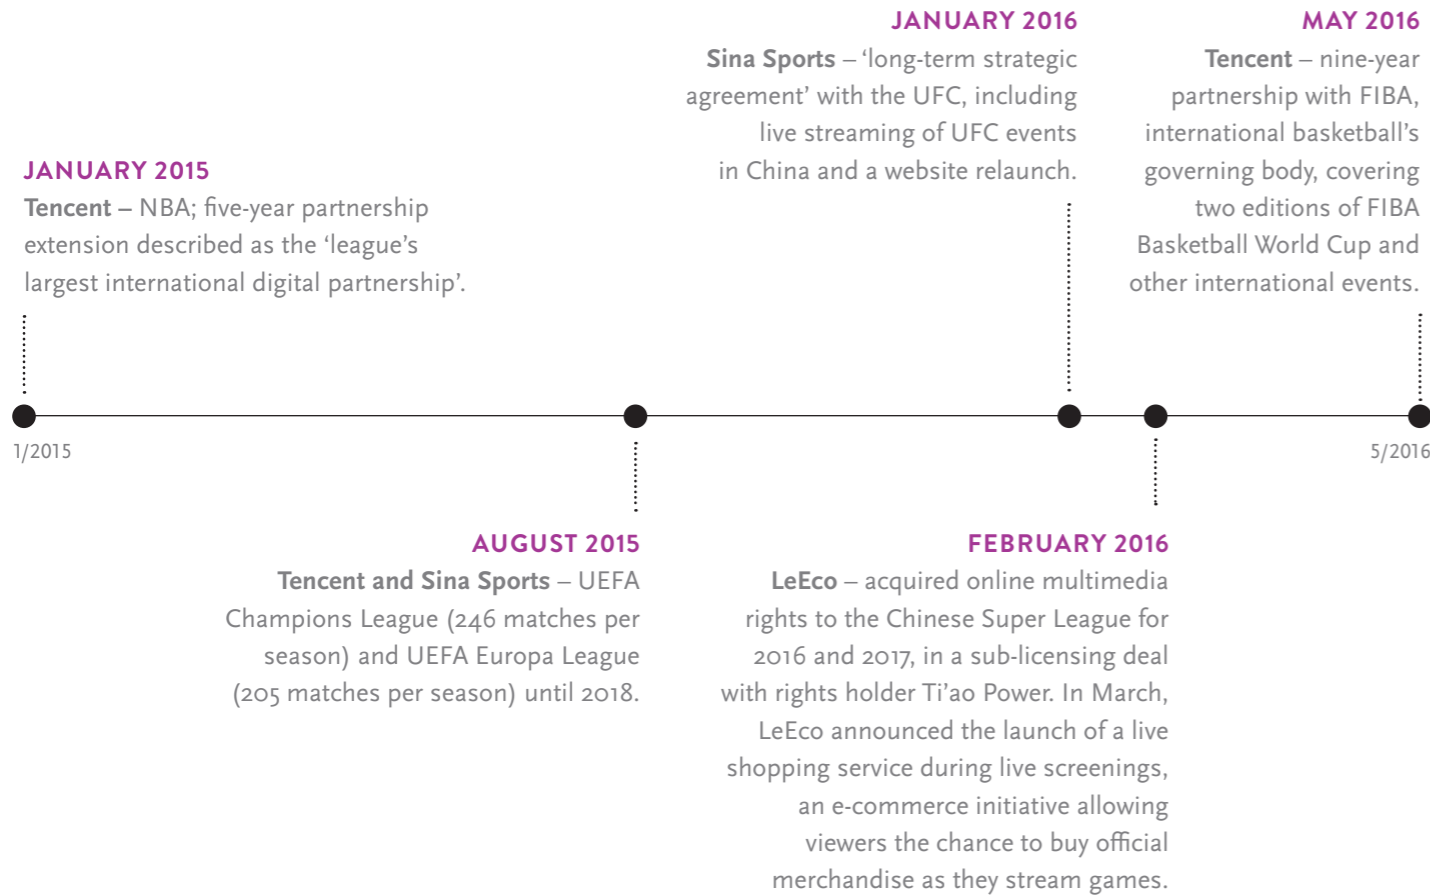 JANUARY 2015
Tencent – NBA; five-year partnership
extension described as the ‘league’s
largest international digital partnership’.
JANUARY 2016
Sina Sports – ‘long-term strategic
agreement’ with the UFC, including
live streaming of UFC events
in China and a website relaunch.
MAY 2016
Tencent – nine-year
partnership with FIBA,
international basketball’s
governing body, covering
two editions of FIBA
Basketball World Cup and
other international events.
1/2015
5/2016
AUGUST 2015
Tencent and Sina Sports – UEFA
Champions League (246 matches per
season) and UEFA Europa League
(205 matches per season) until 2018.
FEBRUARY 2016
LeEco – acquired online multimedia
rights to the Chinese Super League for
2016 and 2017, in a sub-licensing deal
with rights holder Ti’ao Power. In March,
LeEco announced the launch of a live
shopping service during live screenings,
an e-commerce initiative allowing
viewers the chance to buy official
merchandise as they stream games.